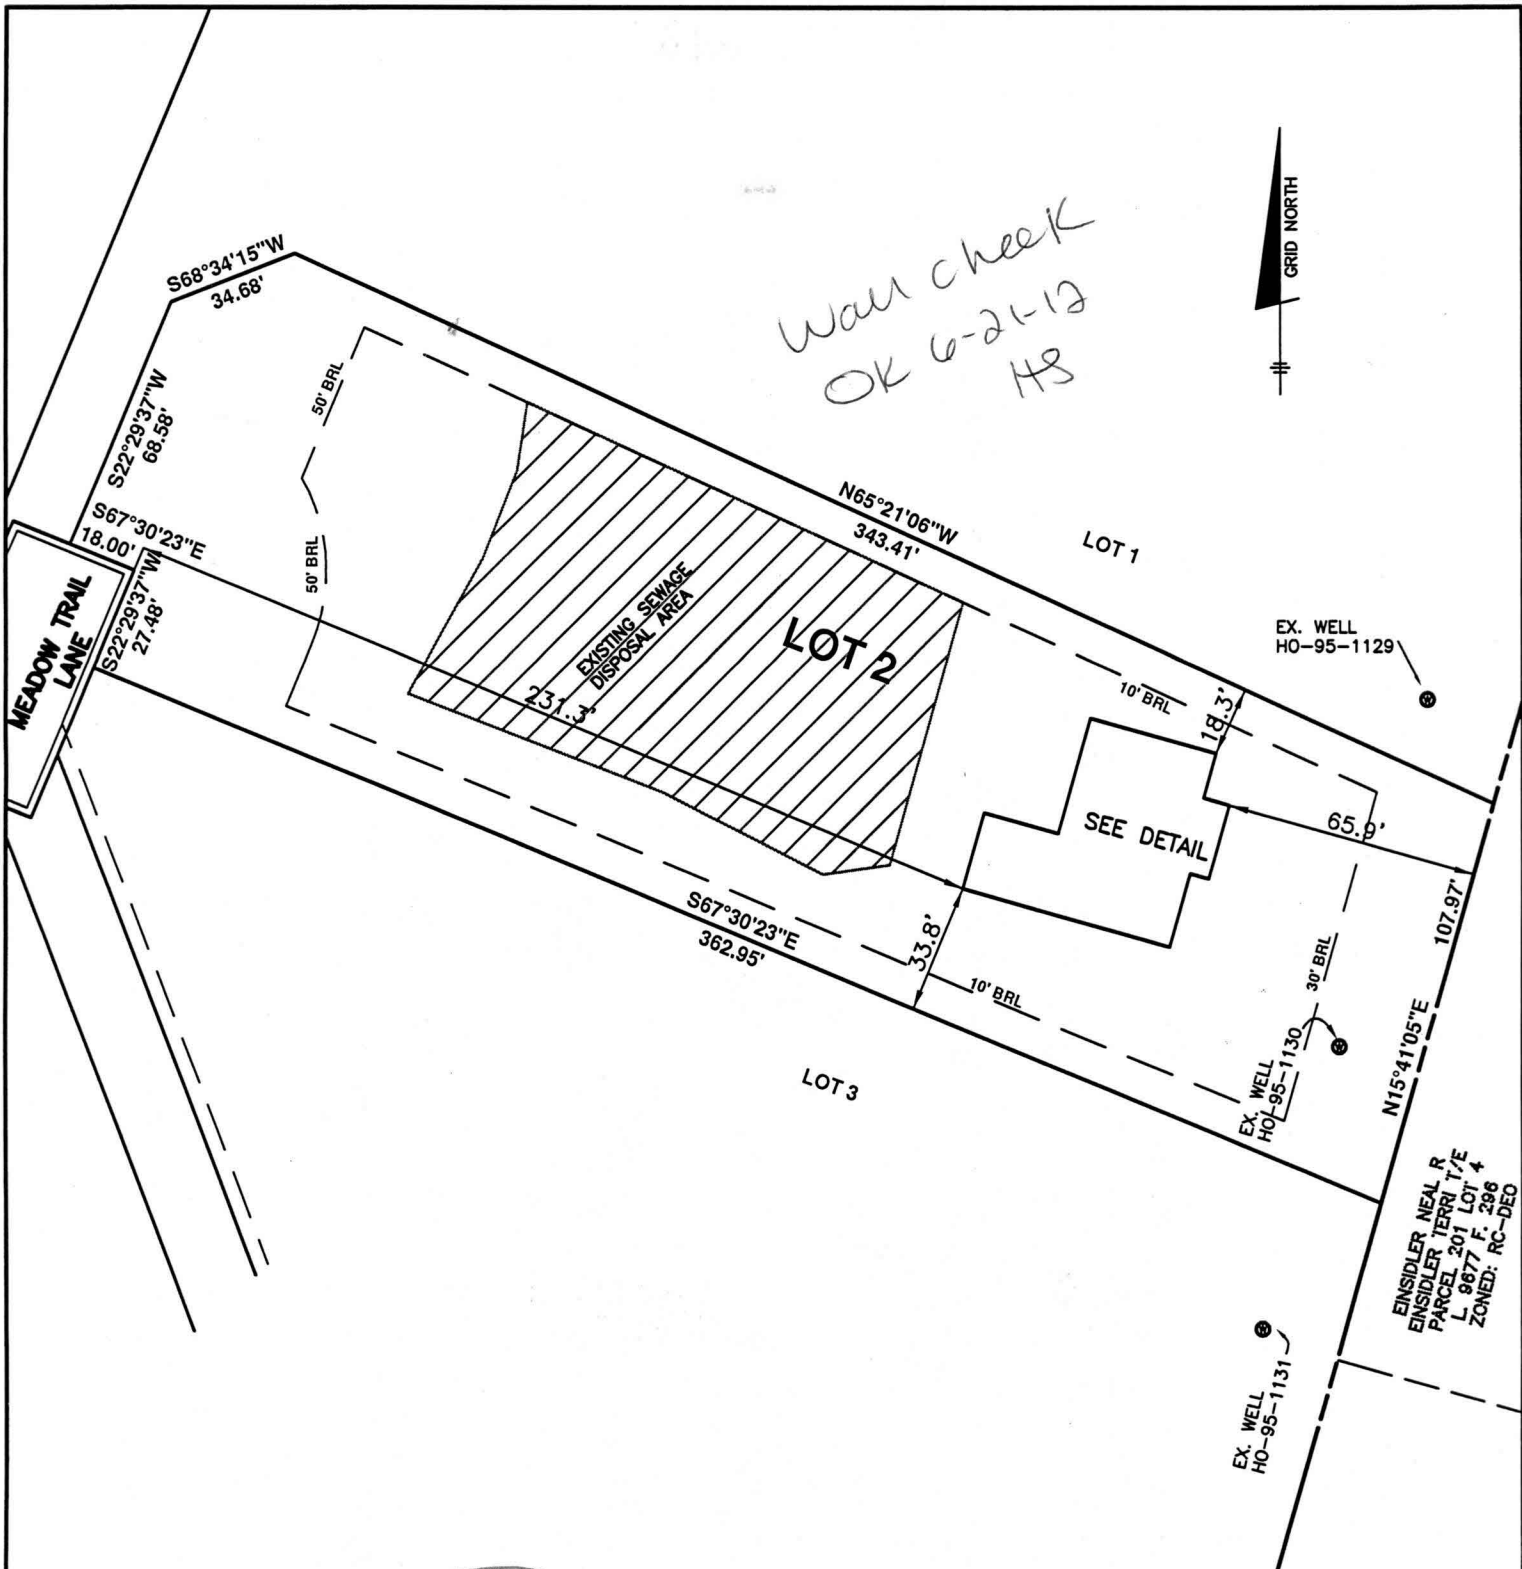 Wall check
OK 6-21-12
HS
GRID NORTH
S68°34'15"W
34.68'
S22°29'37"W
68.58'
50' BRL
50' BRL
S67°30'23"E
18.00'
S22°29'37"W
27.48'
MEADOW TRAIL
LANE
N65°21'06"W
343.41'
LOT 1
EXISTING SEWAGE
DISPOSAL AREA
LOT 2
231.3'
EX. WELL
HO-95-1129
10' BRL
18.3'
SEE DETAIL
65.9'
107.97'
S67°30'23"E
362.95'
33.8'
10' BRL
30' BRL
EX. WELL
HO-95-1130
N15°41'05"E
LOT 3
EINSIDLER NEAL R
EINSIDLER TERRI T/E
PARCEL 201 LOT 4
L. 9677 F. 296
ZONED: RC-DEO
EX. WELL
HO-95-1131